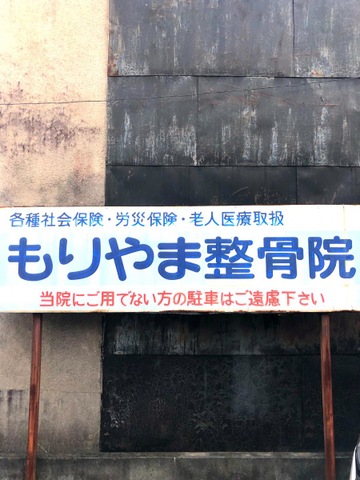 各種社会保険・労災保険・老人医療取扱
もりやま整骨院
当院にご用でない方の駐車はご遠慮下さい